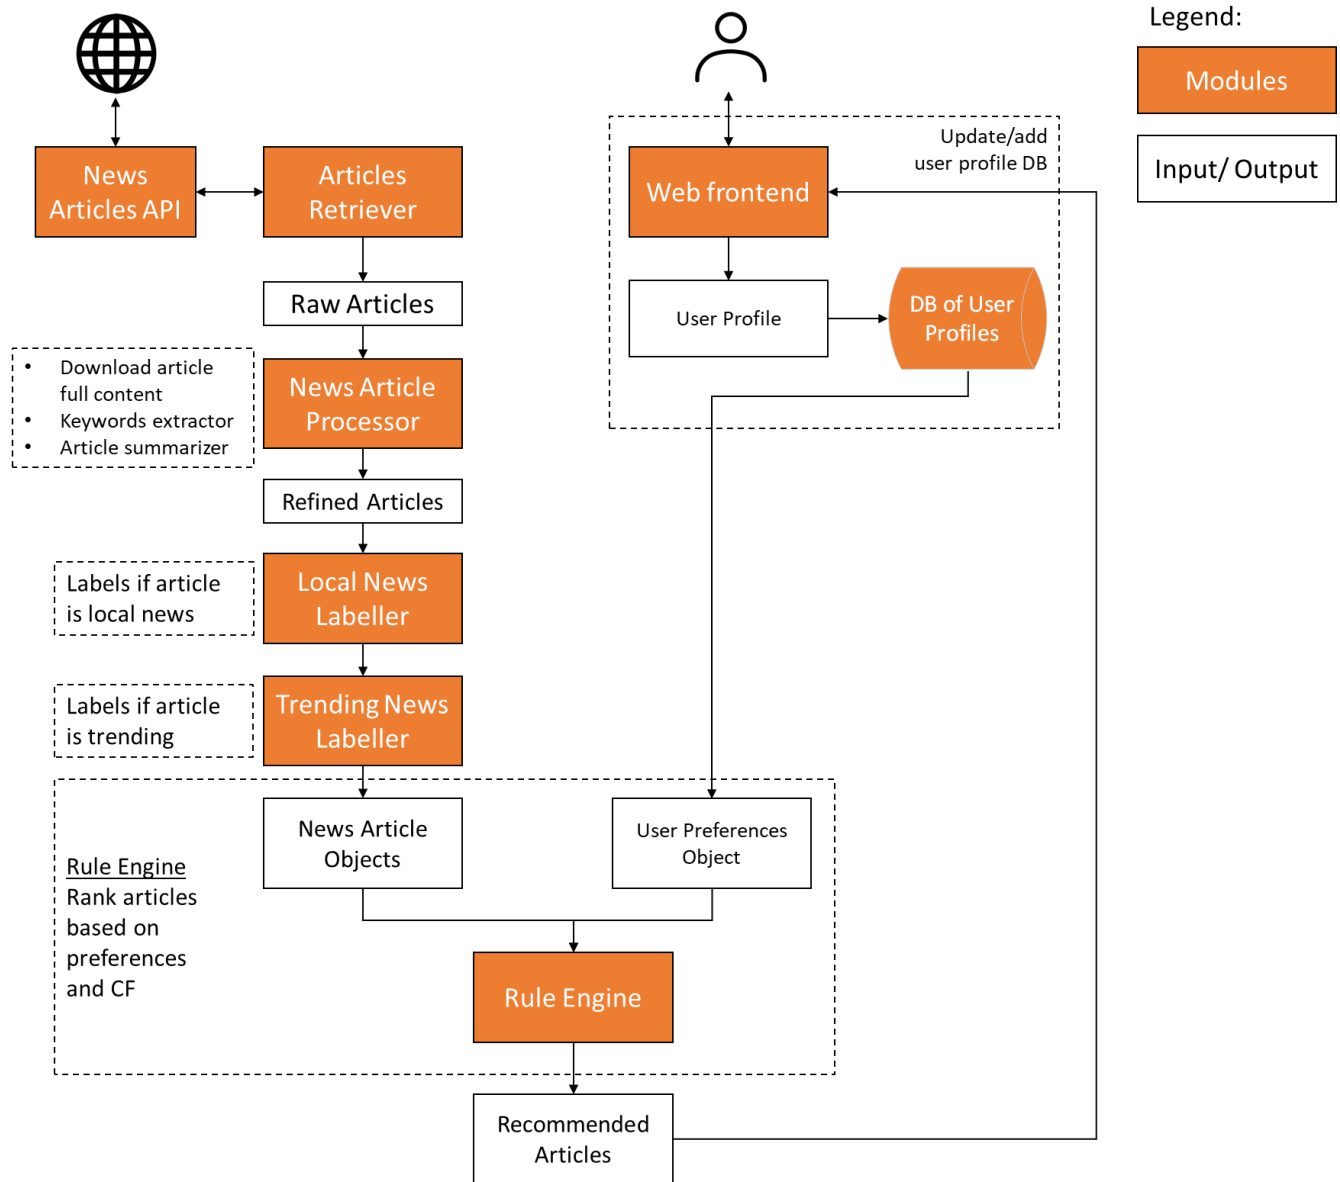 Legend:
Modules
Input/ Output
News
Articles API
Articles
Retriever
Raw Articles
• Download article
full content
• Keywords extractor
• Article summarizer
News Article
Processor
Refined Articles
Labels if article
is local news
Local News
Labeller
Labels if article
is trending
Trending News
Labeller
Update/add
user profile DB
Web frontend
User Profile
DB of User
Profiles
News Article
Objects
User Preferences
Object
Rule Engine
Rank articles
based on
preferences
and CF
Rule Engine
Recommended
Articles